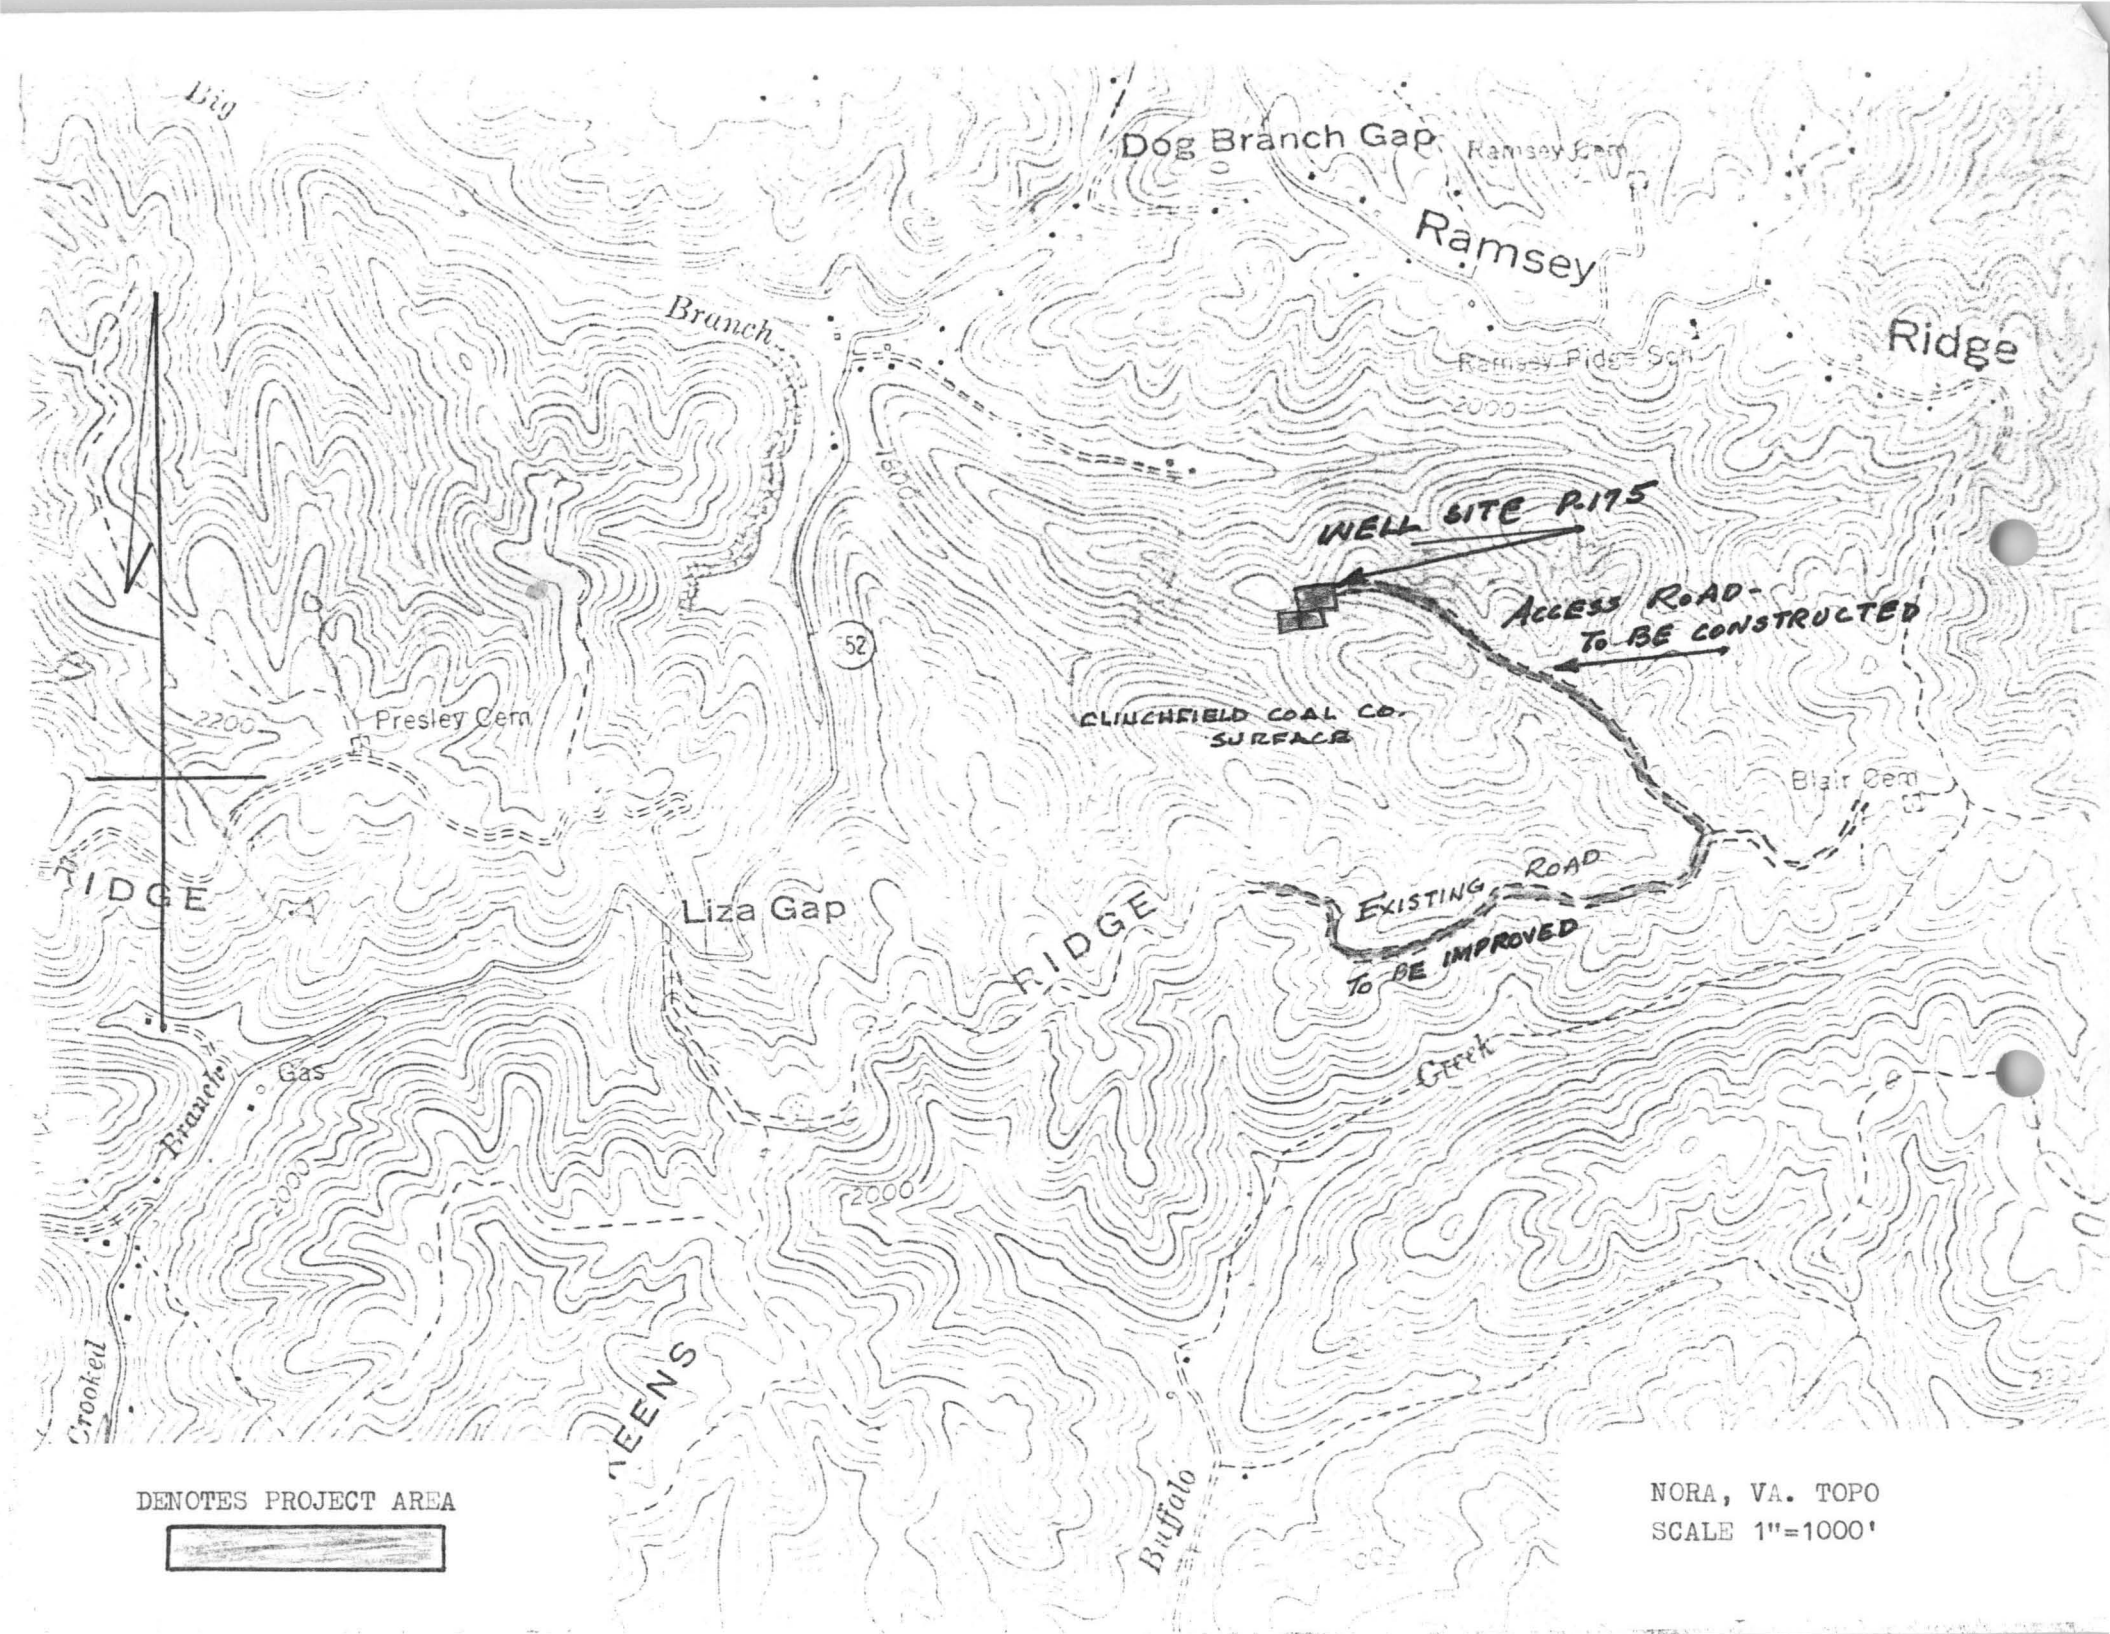 Big
Dog Branch Gap
Ramsey Cem
Ramsey
Branch
Ridge
Ramsey Ridge Sch
2000
1800
WELL SITE P-175
ACCESS ROAD-
TO BE CONSTRUCTED
52
2200
Presley Cem
CLINCHFIELD COAL CO.
SURFACE
Blair Cem
RIDGE
Liza Gap
RIDGE
EXISTING ROAD
TO BE IMPROVED
Creek
Gas
Branch
2000
2000
Crooked
EENS
Buffalo
DENOTES PROJECT AREA
NORA, VA. TOPO
SCALE 1"=1000'